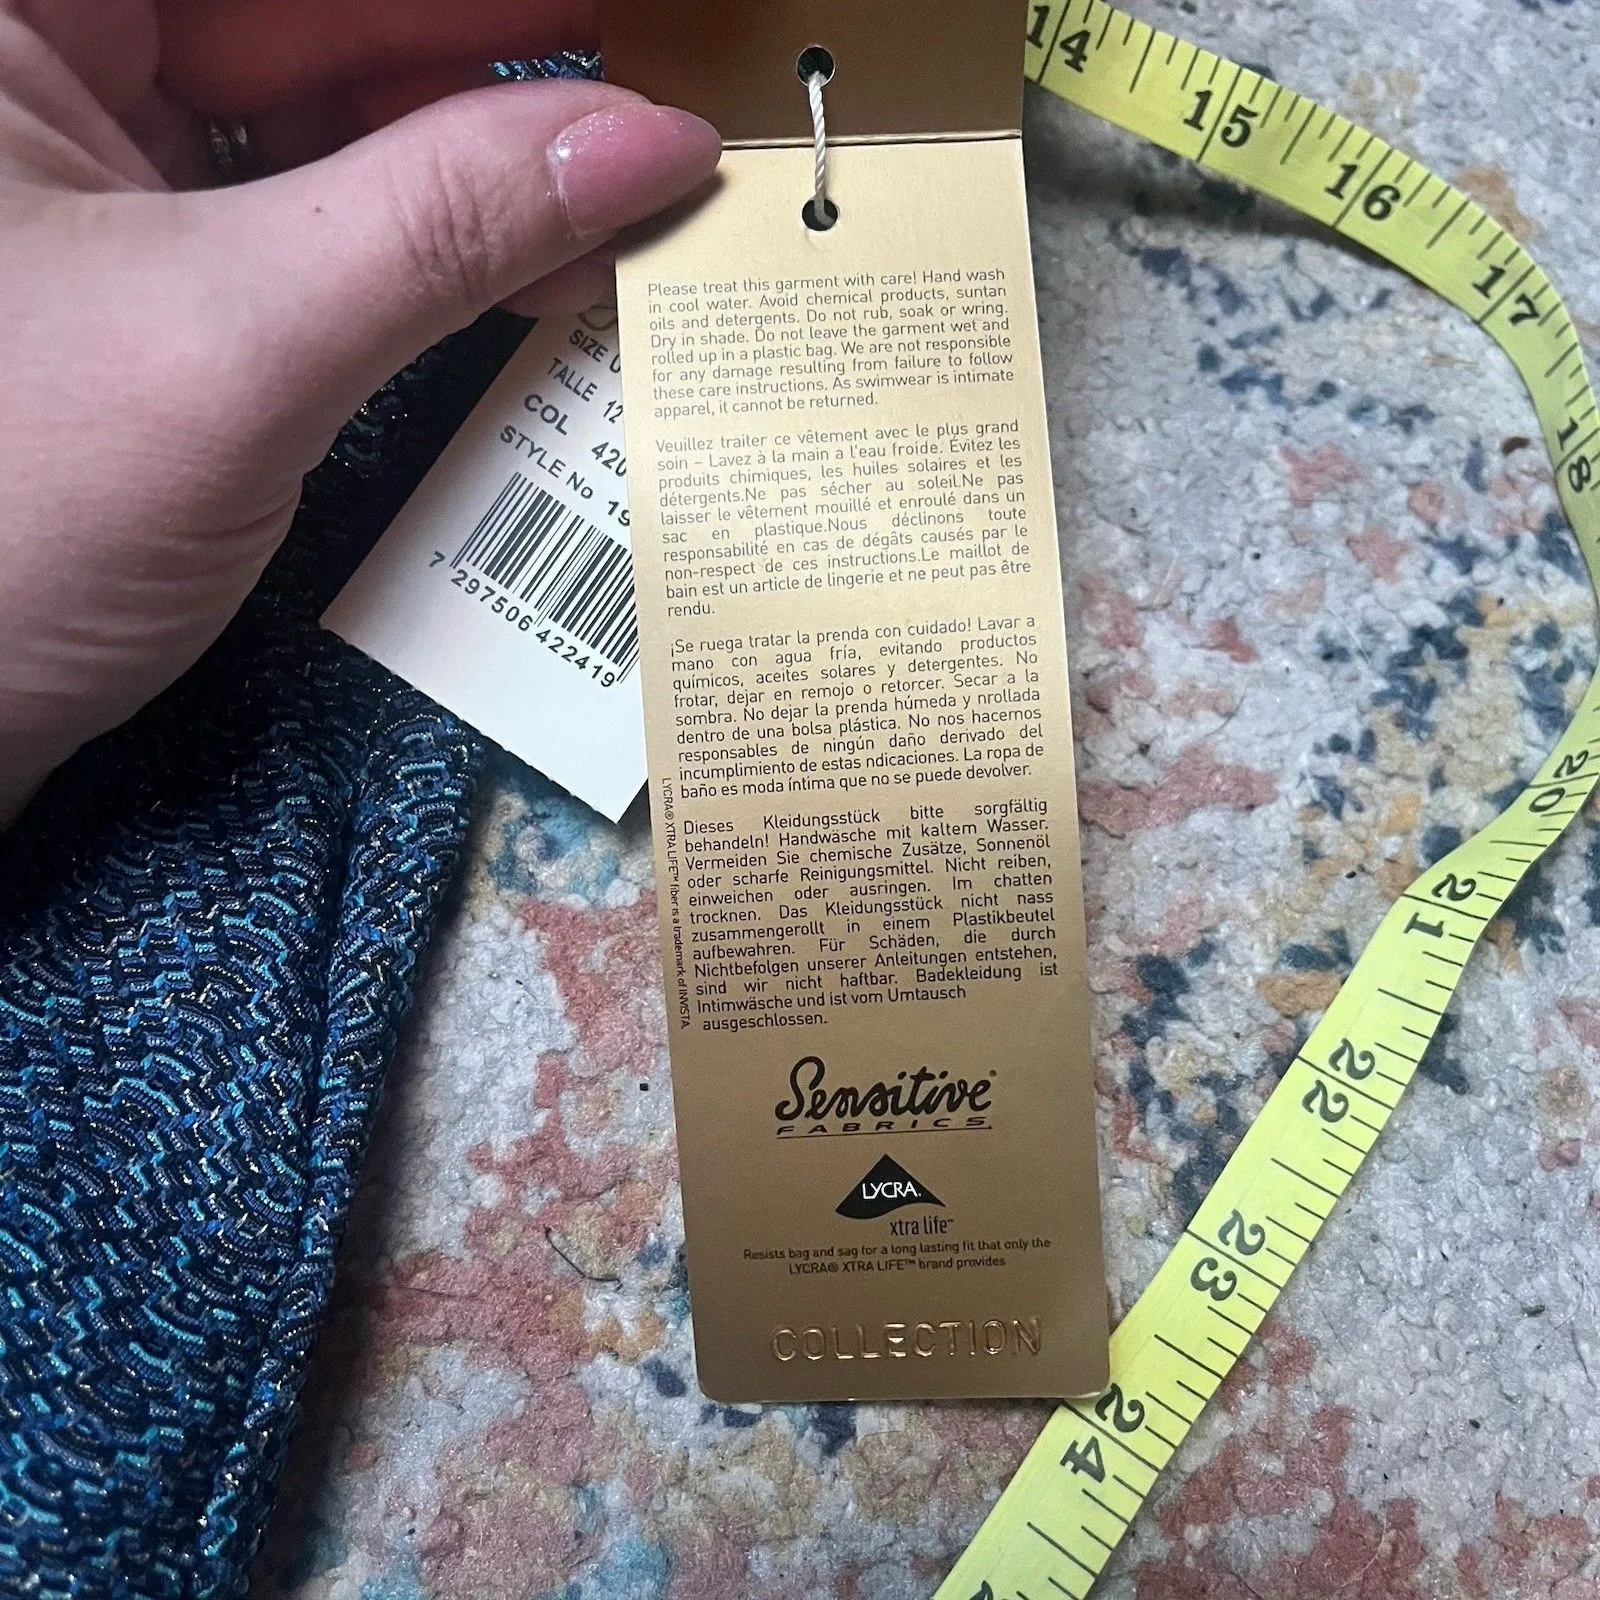 Please treat this garment with care! Hand wash
in cool water. Avoid chemical products, suntan
oils and detergents. Do not rub, soak or wring.
Dry in shade. Do not leave the garment wet and
rolled up in a plastic bag. We are not responsible
for any damage resulting from failure to follow
these care instructions. As swimwear is intimate
apparel, it cannot be returned.
Veuillez traiter ce vêtement avec le plus grand
soin – Lavez à la main a l'eau froide. Évitez les
produits chimiques, les huiles solaires et les
détergents.Ne pas sécher au soleil.Ne pas
laisser le vêtement mouillé et enroulé dans un
sac en plastique.Nous déclinons toute
responsabilité en cas de dégâts causés par le
non-respect de ces instructions.Le maillot de
bain est un article de lingerie et ne peut pas être
rendu.
¡Se ruega tratar la prenda con cuidado! Lavar a
mano con agua fría, evitando productos
químicos, aceites solares y detergentes. No
frotar, dejar en remojo o retorcer. Secar a la
sombra. No dejar la prenda húmeda y nrollada
dentro de una bolsa plástica. No nos hacemos
responsables de ningún daño derivado del
incumplimiento de estas ndicaciones. La ropa de
baño es moda íntima que no se puede devolver.
Dieses Kleidungsstück bitte sorgfältig
behandeln! Handwäsche mit kaltem Wasser.
Vermeiden Sie chemische Zusätze, Sonnenöl
oder scharfe Reinigungsmittel. Nicht reiben,
einweichen oder ausringen. Im chatten
trocknen. Das Kleidungsstück nicht nass
zusammengerollt in einem Plastikbeutel
aufbewahren. Für Schäden, die durch
Nichtbefolgen unserer Anleitungen entstehen,
sind wir nicht haftbar. Badekleidung ist
Intimwäsche und ist vom Umtausch
ausgeschlossen.
LYCRA® XTRA LIFE™ fiber is a trademark of INVISTA
Sensitive®
FABRICS
LYCRA®
xtra life™
Resists bag and sag for a long lasting fit that only the
LYCRA® XTRA LIFE™ brand provides
COLLECTION
SIZE
TALLE 12
COL 420
STYLE No 19
7 297506 422419
14
15
16
17
18
20
21
22
23
24